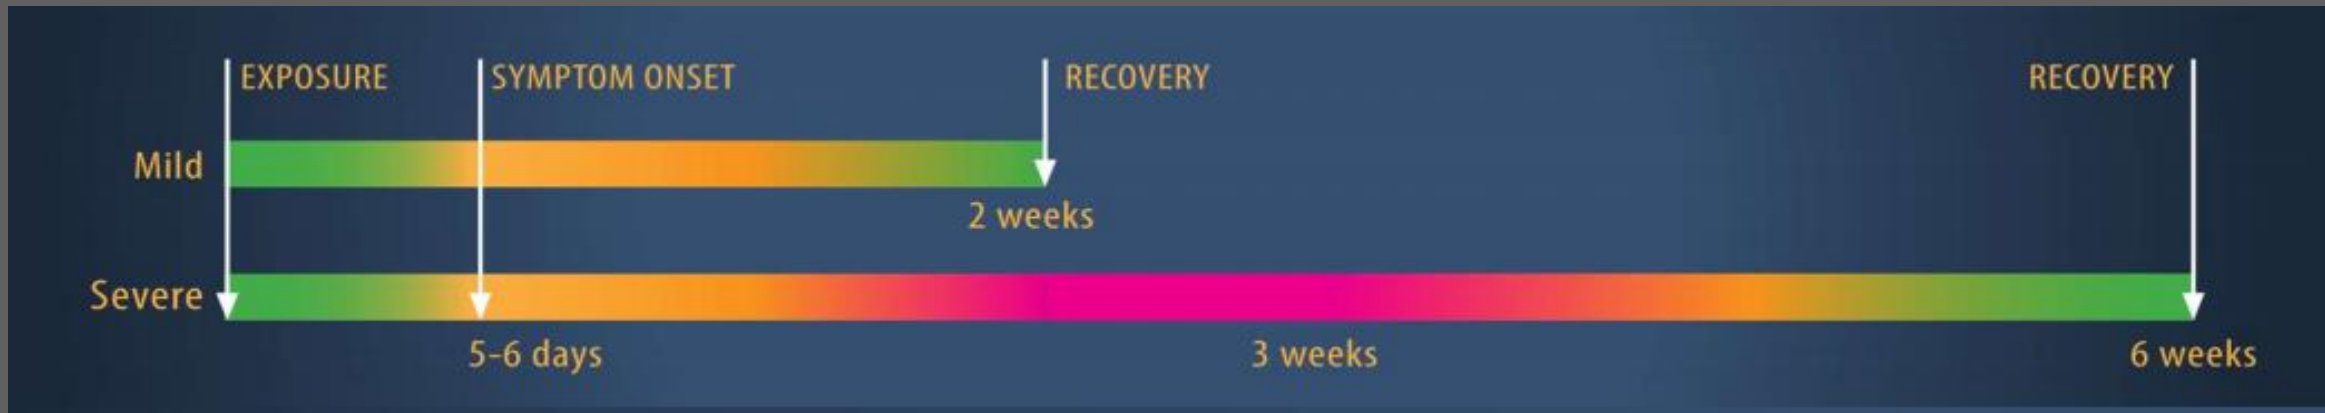 EXPOSURE
SYMPTOM ONSET
RECOVERY
RECOVERY
Mild
2 weeks
Severe
5-6 days
3 weeks
6 weeks